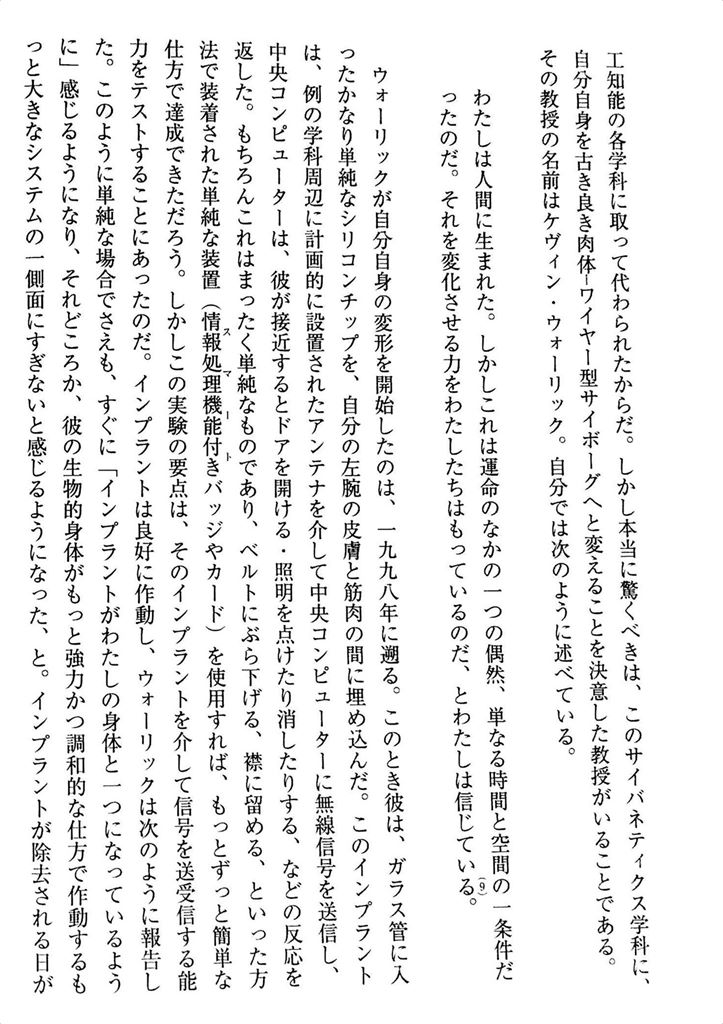 工知能の各学科に取って代わられたからだ。しかし本当に驚くべきは、このサイバネティクス学科に、
自分自身を古き良き肉体-ワイヤー型サイボーグへと変えることを決意した教授がいることである。
その教授の名前はケヴィン・ウォーリック。自分では次のように述べている。
わたしは人間に生まれた。しかしこれは運命のなかの一つの偶然、単なる時間と空間の一条件だ
ったのだ。それを変化させる力をわたしたちはもっているのだ、とわたしは信じている。(9)
ウォーリックが自分自身の変形を開始したのは、一九九八年に遡る。このとき彼は、ガラス管に入
ったかなり単純なシリコンチップを、自分の左腕の皮膚と筋肉の間に埋め込んだ。このインプラント
は、例の学科周辺に計画的に設置されたアンテナを介して中央コンピューターに無線信号を送信し、
中央コンピューターは、彼が接近するとドアを開ける・照明を点けたり消したりする、などの反応を
返した。もちろんこれはまったく単純なものであり、ベルトにぶら下げる、襟に留める、といった方
法で装着された単純な装置（情報処理機能付きスマートバッジやカード）を使用すれば、もっとずっと簡単な
仕方で達成できただろう。しかしこの実験の要点は、そのインプラントを介して信号を送受信する能
力をテストすることにあったのだ。インプラントは良好に作動し、ウォーリックは次のように報告し
た。このように単純な場合でさえも、すぐに「インプラントがわたしの身体と一つになっているよう
に」感じるようになり、それどころか、彼の生物的身体がもっと強力かつ調和的な仕方で作動するも
っと大きなシステムの一側面にすぎないと感じるようになった、と。インプラントが除去される日が